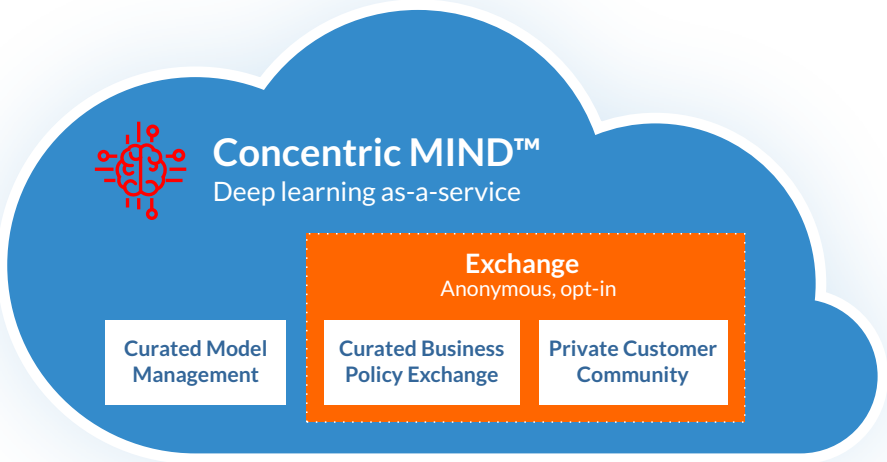 Concentric MIND™
Deep learning as-a-service
Exchange
Anonymous, opt-in
Curated Model
Management
Curated Business
Policy Exchange
Private Customer
Community